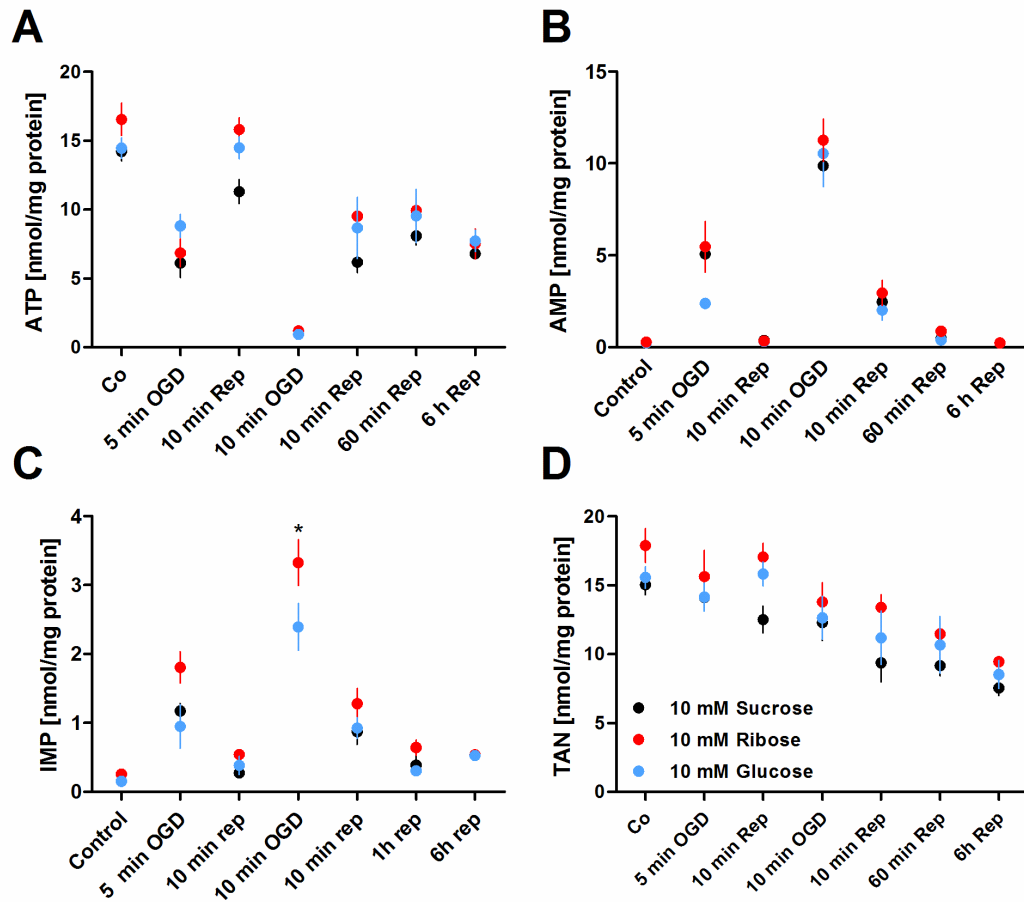 A
ATP [nmol/mg protein]
20
15
10
5
0
Co
5 min OGD
10 min Rep
10 min OGD
10 min Rep
60 min Rep
6 h Rep
B
AMP [nmol/mg protein]
15
10
5
0
Control
5 min OGD
10 min Rep
10 min OGD
10 min Rep
60 min Rep
6 h Rep
C
IMP [nmol/mg protein]
4
3
2
1
0
*
Control
5 min OGD
10 min rep
10 min OGD
10 min rep
1h rep
6h rep
D
TAN [nmol/mg protein]
20
15
10
5
0
10 mM Sucrose
10 mM Ribose
10 mM Glucose
Co
5 min OGD
10 min Rep
10 min OGD
10 min Rep
60 min Rep
6h Rep